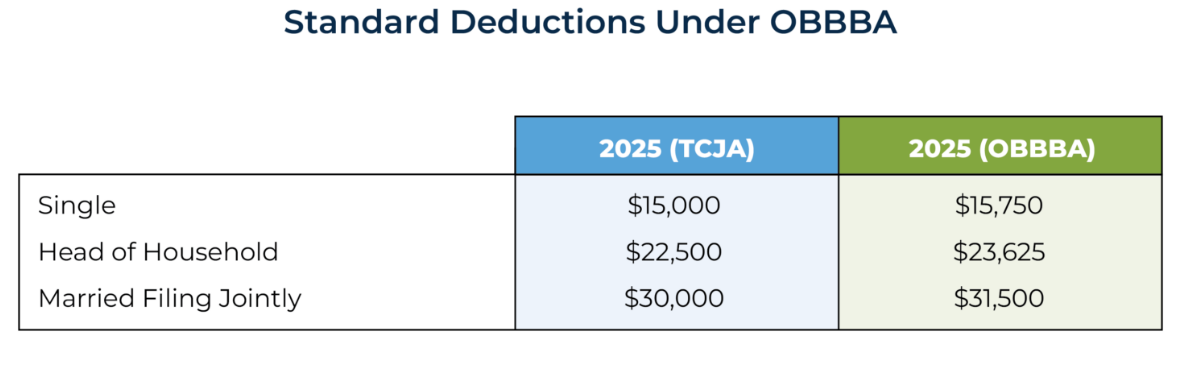 Standard Deductions Under OBBBA
2025 (TCJA) 2025 (OBBBA)
Single $15,000 $15,750
Head of Household $22,500 $23,625
Married Filing Jointly $30,000 $31,500